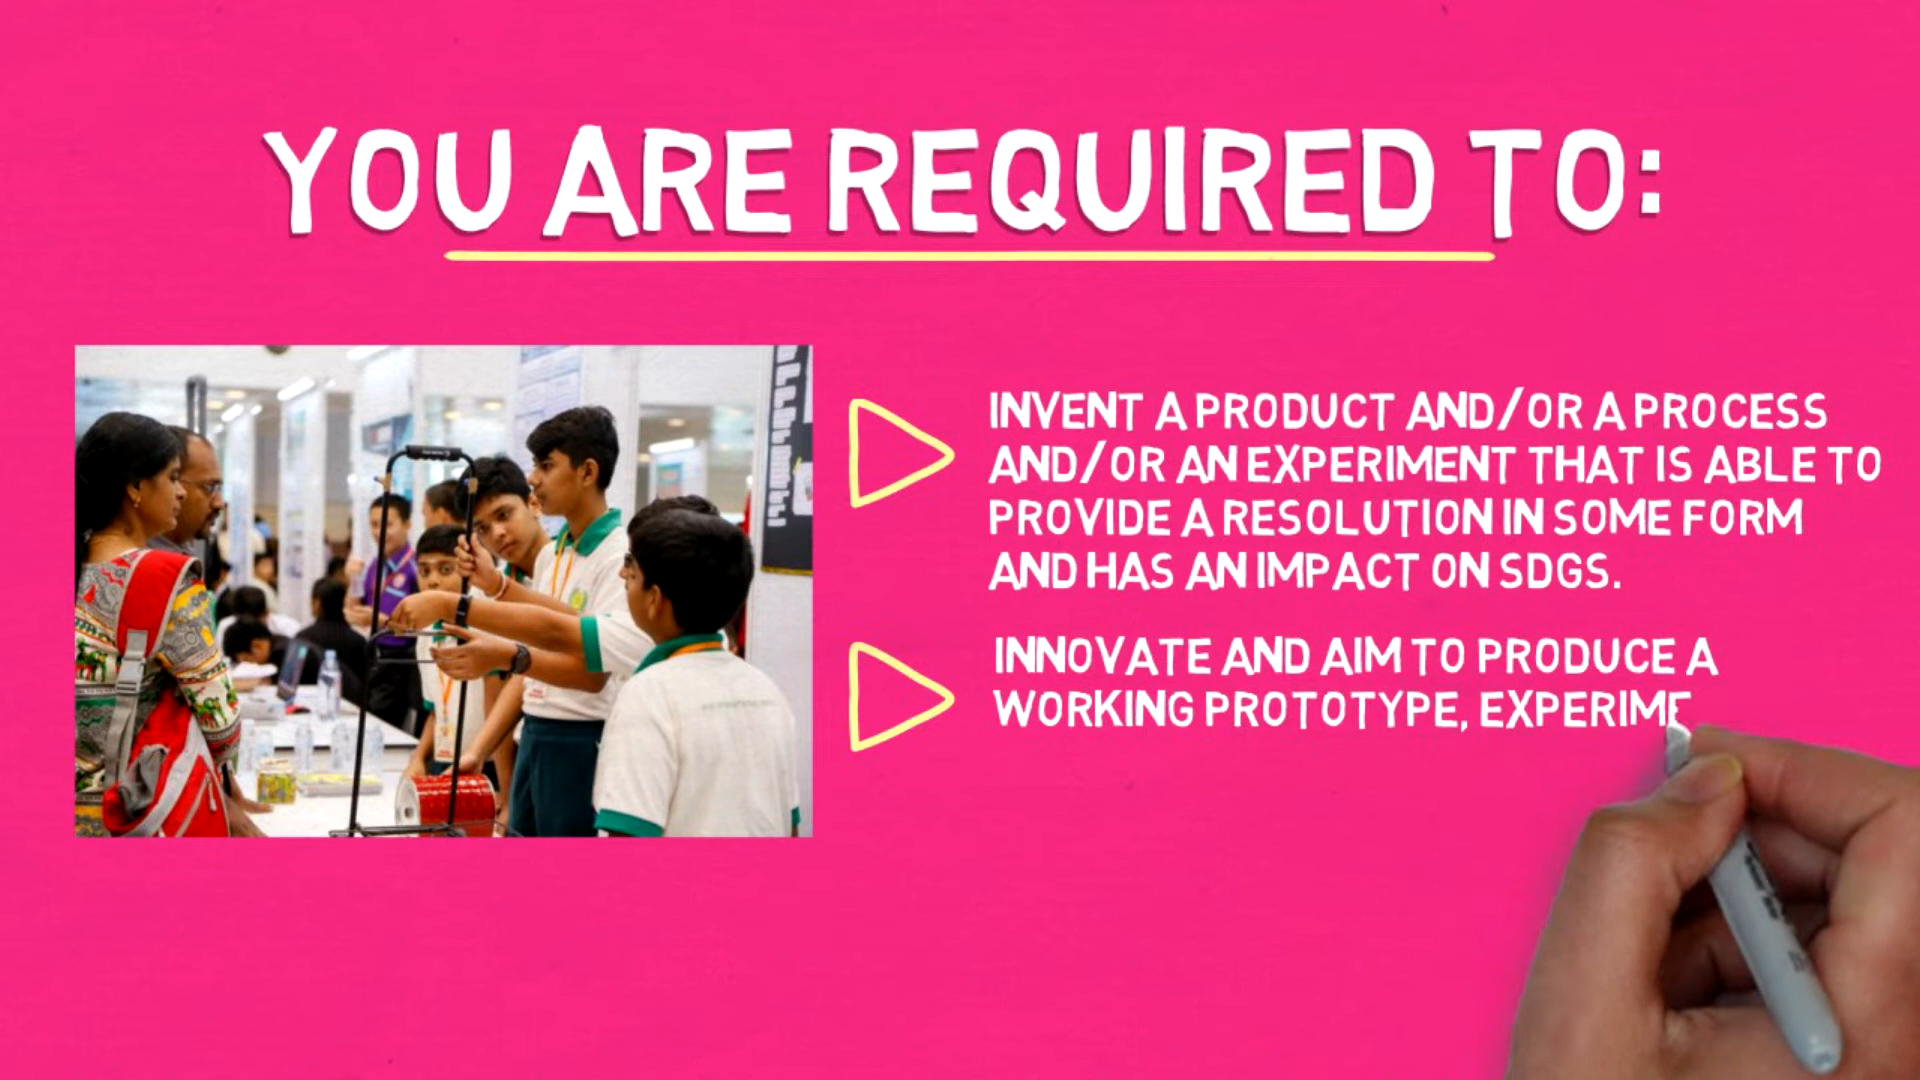 YOU ARE REQUIRED TO:
INVENT A PRODUCT AND/OR A PROCESS
AND/OR AN EXPERIMENT THAT IS ABLE TO
PROVIDE A RESOLUTION IN SOME FORM
AND HAS AN IMPACT ON SDGS.
INNOVATE AND AIM TO PRODUCE A
WORKING PROTOTYPE, EXPERIME